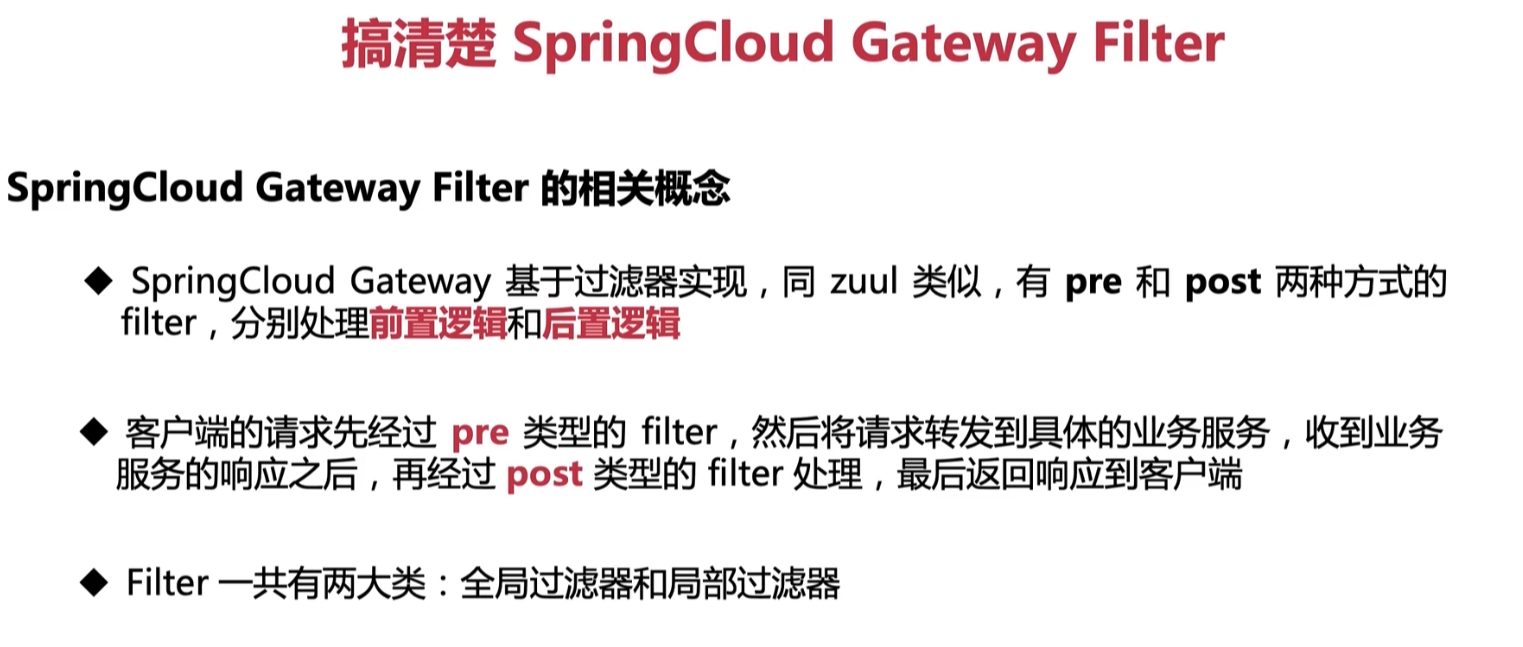 搞清楚 SpringCloud Gateway Filter
SpringCloud Gateway Filter 的相关概念
◆ SpringCloud Gateway 基于过滤器实现，同 zuul 类似，有 pre 和 post 两种方式的
filter，分别处理前置逻辑和后置逻辑
◆ 客户端的请求先经过 pre 类型的 filter，然后将请求转发到具体的业务服务，收到业务
服务的响应之后，再经过 post 类型的 filter 处理，最后返回响应到客户端
◆ Filter 一共有两大类：全局过滤器和局部过滤器